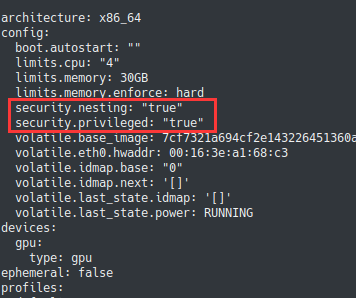 architecture: x86_64
config:
boot.autostart: ""
limits.cpu: "4"
limits.memory: 30GB
limits.memory.enforce: hard
security.nesting: "true"
security.privileged: "true"
volatile.base_image: 7cf7321a694cf2e143226451360a
volatile.eth0.hwaddr: 00:16:3e:a1:68:c3
volatile.idmap.base: "0"
volatile.idmap.next: '[]'
volatile.last_state.idmap: '[]'
volatile.last_state.power: RUNNING
devices:
gpu:
type: gpu
ephemeral: false
profiles: